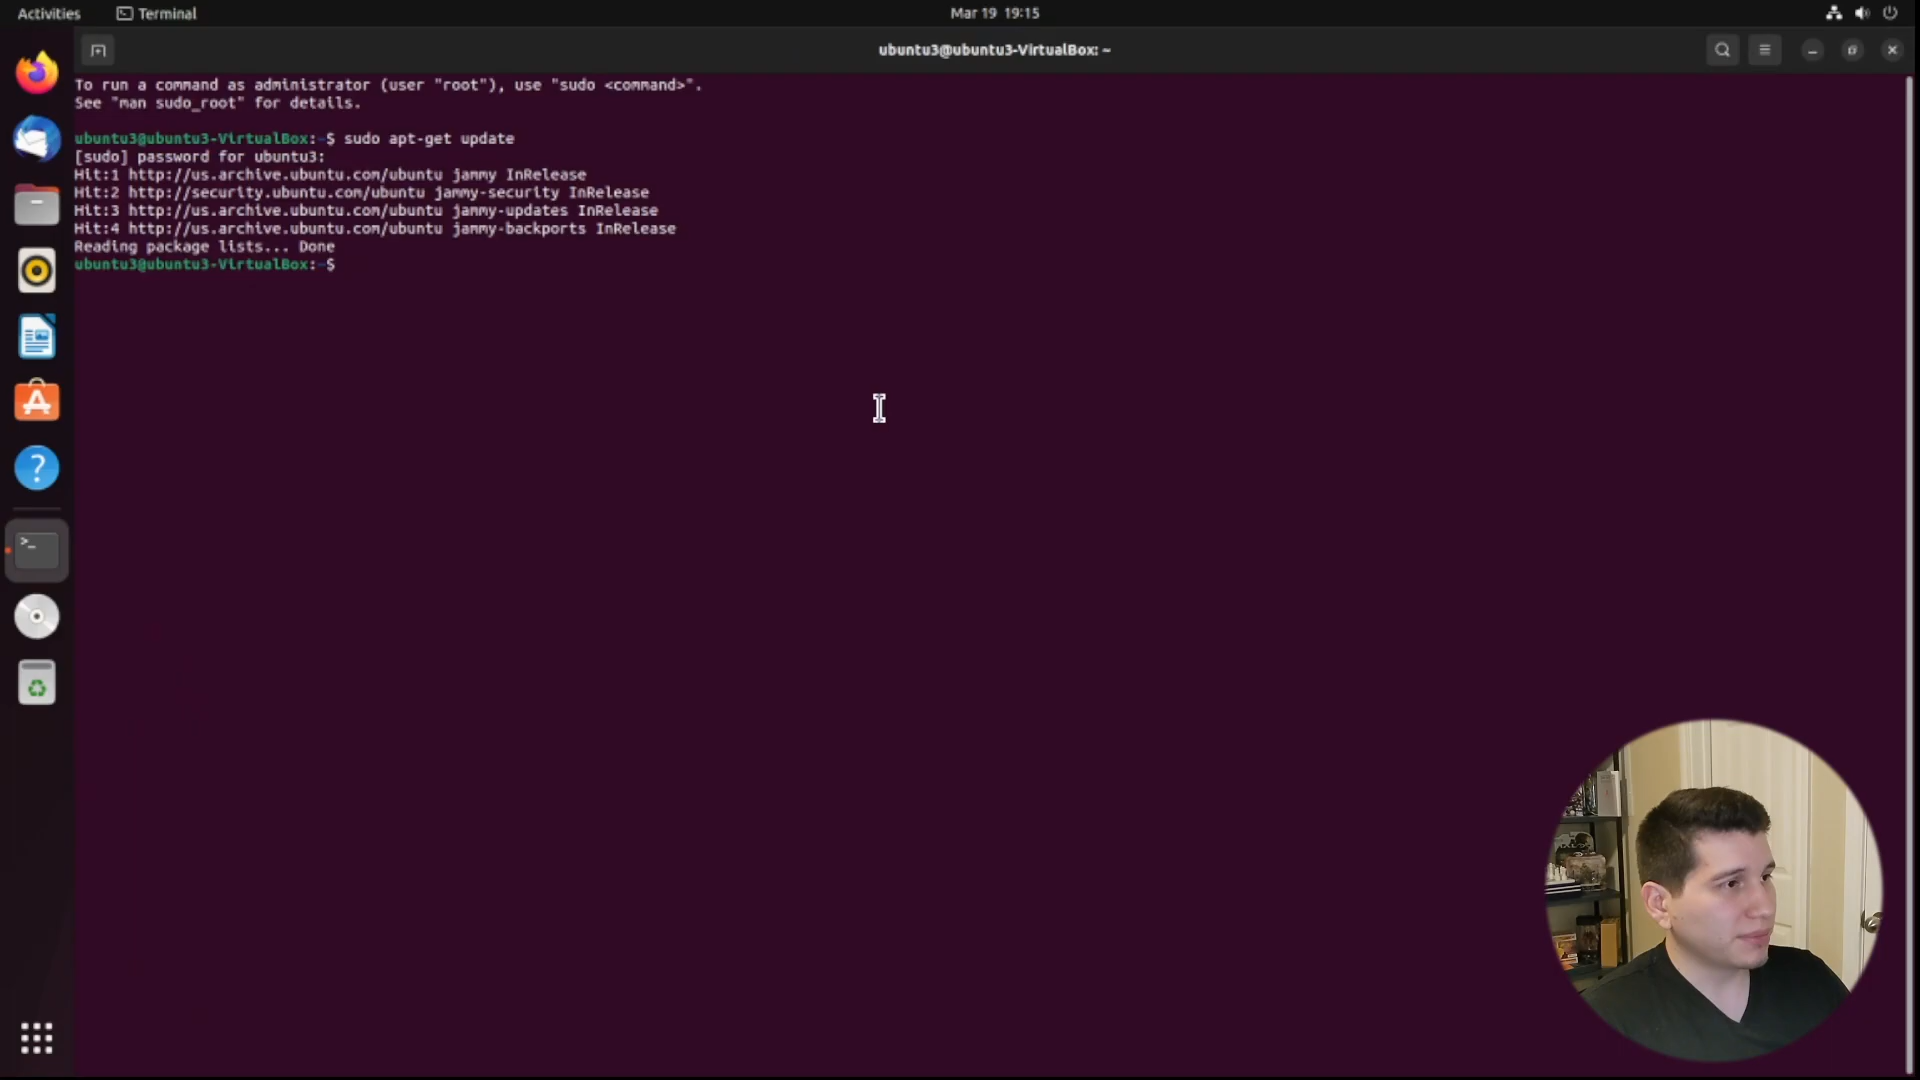 Activities Terminal Mar 19 19:15
ubuntu3@ubuntu3-VirtualBox: ~
To run a command as administrator (user "root"), use "sudo <command>".
See "man sudo_root" for details.
ubuntu3@ubuntu3-VirtualBox:~$ sudo apt-get update
[sudo] password for ubuntu3:
Hit:1 http://us.archive.ubuntu.com/ubuntu jammy InRelease
Hit:2 http://security.ubuntu.com/ubuntu jammy-security InRelease
Hit:3 http://us.archive.ubuntu.com/ubuntu jammy-updates InRelease
Hit:4 http://us.archive.ubuntu.com/ubuntu jammy-backports InRelease
Reading package lists... Done
ubuntu3@ubuntu3-VirtualBox:~$